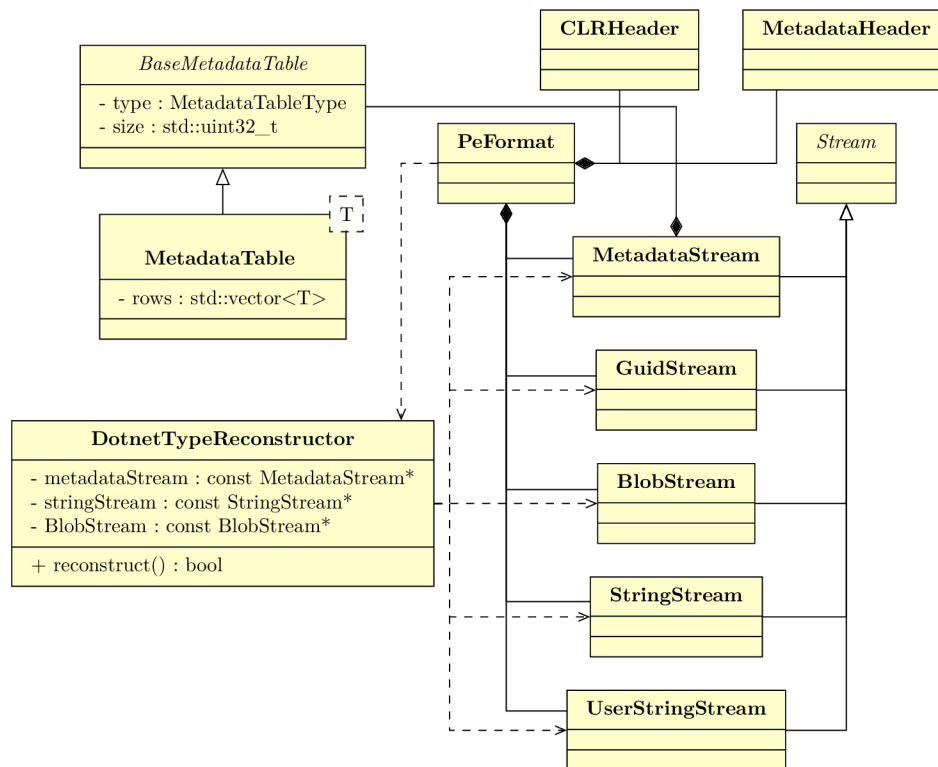 CLRHeader
MetadataHeader
BaseMetadataTable
- type : MetadataTableType
- size : std::uint32_t
PeFormat
Stream
T
MetadataTable
- rows : std::vector<T>
MetadataStream
GuidStream
DotnetTypeReconstructor
- metadataStream : const MetadataStream*
- stringStream : const StringStream*
- BlobStream : const BlobStream*
+ reconstruct() : bool
BlobStream
StringStream
UserStringStream